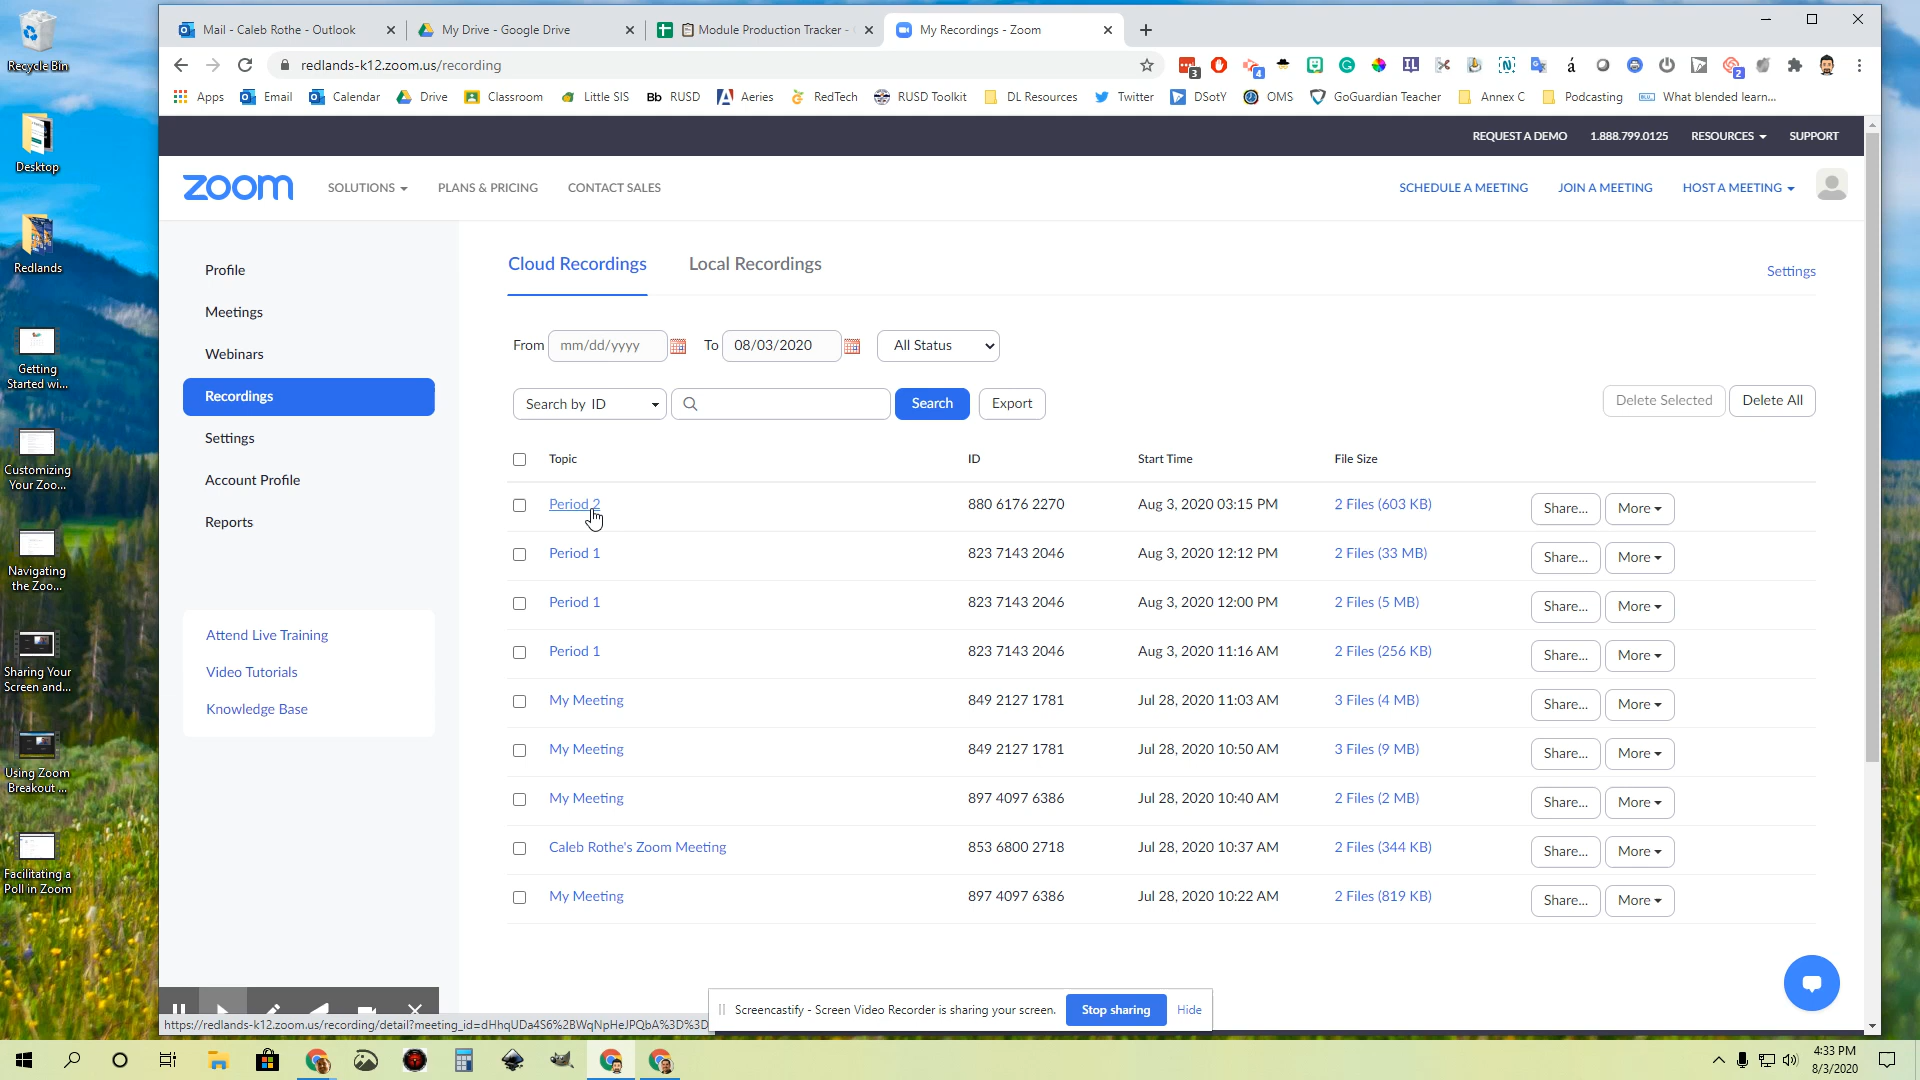 Mail - Caleb Rothe - Outlook
My Drive - Google Drive
Module Production Tracker -
My Recordings - Zoom
redlands-k12.zoom.us/recording
Apps
Email
Calendar
Drive
Classroom
Little SIS
Bb RUSD
Aeries
RedTech
RUSD Toolkit
DL Resources
Twitter
DSotY
OMS
GoGuardian Teacher
Annex C
Podcasting
What blended learn...
REQUEST A DEMO 1.888.799.0125 RESOURCES SUPPORT
zoom SOLUTIONS PLANS & PRICING CONTACT SALES SCHEDULE A MEETING JOIN A MEETING HOST A MEETING
Profile
Meetings
Webinars
Recordings
Settings
Account Profile
Reports
Attend Live Training
Video Tutorials
Knowledge Base
Cloud Recordings Local Recordings
Settings
From mm/dd/yyyy To 08/03/2020 All Status
Search by ID Search Export Delete Selected Delete All
Topic ID Start Time File Size
Period 2 880 6176 2270 Aug 3, 2020 03:15 PM 2 Files (603 KB) Share... More
Period 1 823 7143 2046 Aug 3, 2020 12:12 PM 2 Files (33 MB) Share... More
Period 1 823 7143 2046 Aug 3, 2020 12:00 PM 2 Files (5 MB) Share... More
Period 1 823 7143 2046 Aug 3, 2020 11:16 AM 2 Files (256 KB) Share... More
My Meeting 849 2127 1781 Jul 28, 2020 11:03 AM 3 Files (4 MB) Share... More
My Meeting 849 2127 1781 Jul 28, 2020 10:50 AM 3 Files (9 MB) Share... More
My Meeting 897 4097 6386 Jul 28, 2020 10:40 AM 2 Files (2 MB) Share... More
Caleb Rothe's Zoom Meeting 853 6800 2718 Jul 28, 2020 10:37 AM 2 Files (344 KB) Share... More
My Meeting 897 4097 6386 Jul 28, 2020 10:22 AM 2 Files (819 KB) Share... More
Screencastify - Screen Video Recorder is sharing your screen. Stop sharing Hide
https://redlands-k12.zoom.us/recording/detail?meeting_id=dHhqUDa4S6%2BWqNpHeJPQbA%3D%3D
Recycle Bin
Desktop
Redlands
Getting
Started wi...
Customizing
Your Zoo...
Navigating
the Zoo...
Sharing Your
Screen and...
Using Zoom
Breakout ...
Facilitating a
Poll in Zoom
4:33 PM
8/3/2020